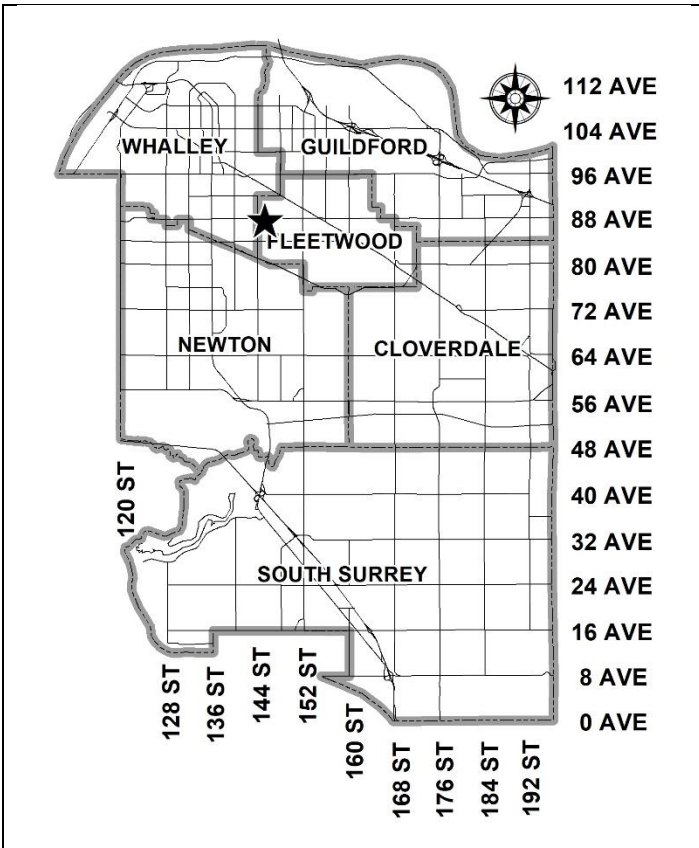 112 AVE
104 AVE
WHALLEY
GUILDFORD
96 AVE
88 AVE
FLEETWOOD
80 AVE
72 AVE
NEWTON
CLOVERDALE
64 AVE
56 AVE
48 AVE
120 ST
40 AVE
32 AVE
SOUTH SURREY
24 AVE
16 AVE
128 ST
136 ST
144 ST
152 ST
160 ST
8 AVE
0 AVE
168 ST
176 ST
184 ST
192 ST